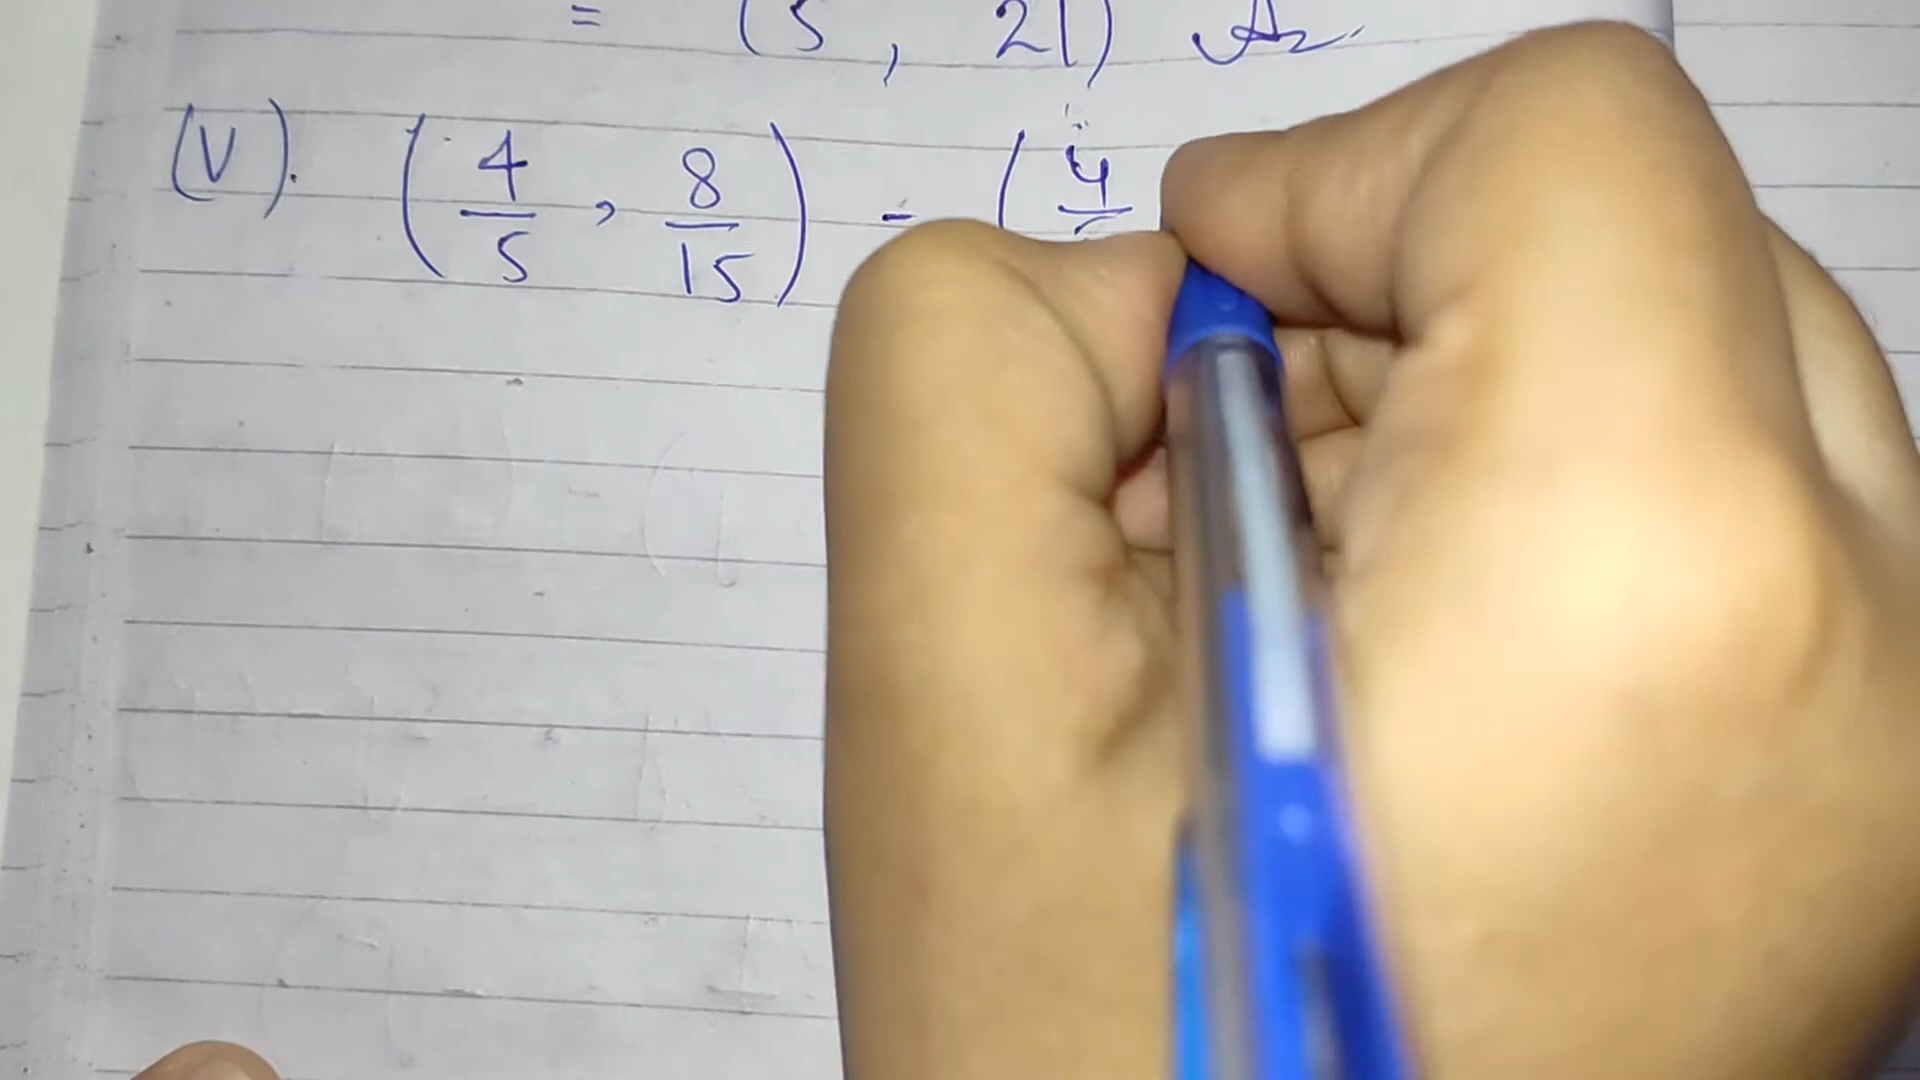 = (5, 21) Ans.
(V). (4/5, 8/15) - (4/